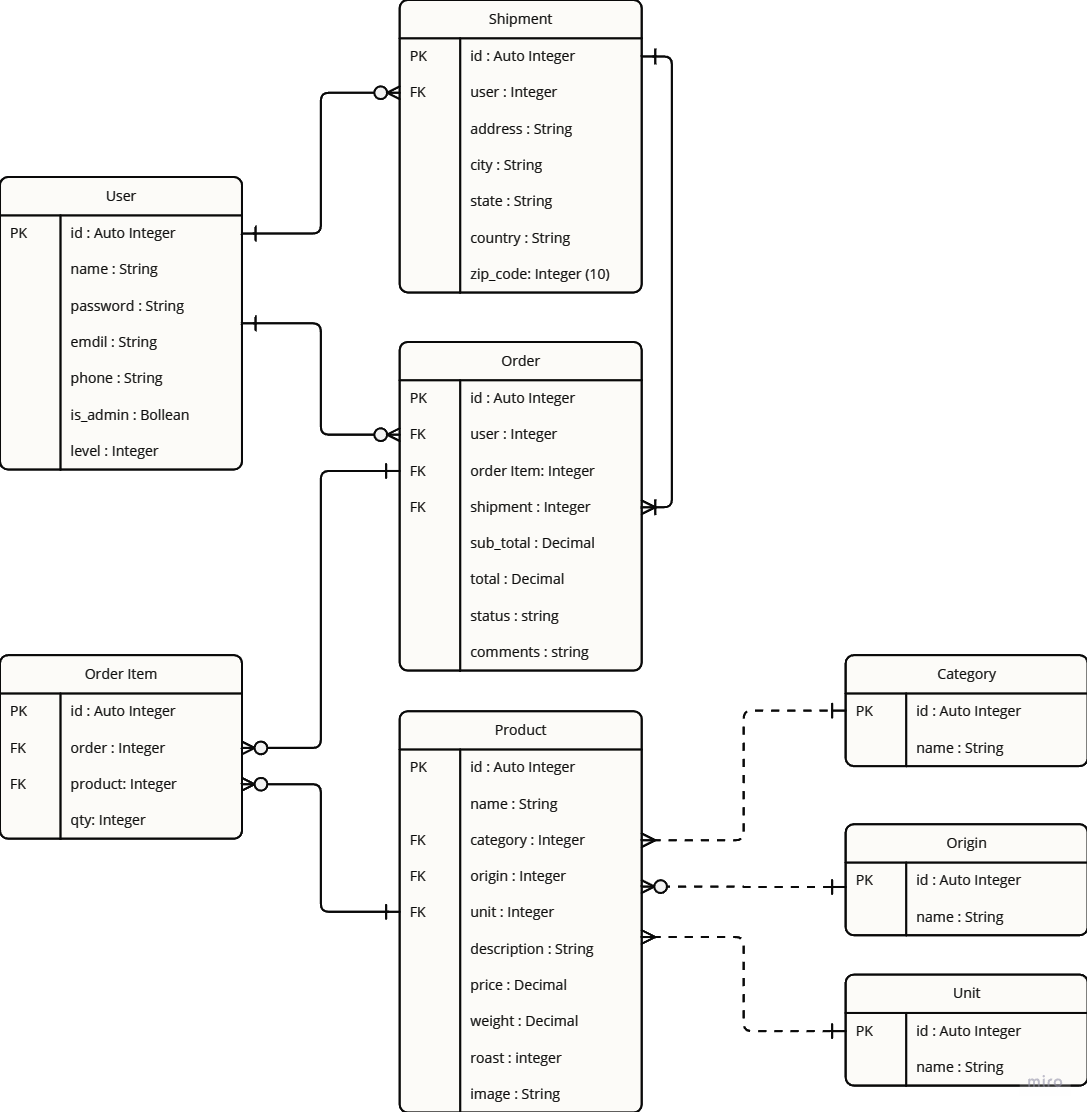 Shipment
PK id : Auto Integer
FK user : Integer
address : String
city : String
state : String
country : String
zip_code: Integer (10)
User
PK id : Auto Integer
name : String
password : String
emdil : String
phone : String
is_admin : Bollean
level : Integer
Order
PK id : Auto Integer
FK user : Integer
FK order Item: Integer
FK shipment : Integer
sub_total : Decimal
total : Decimal
status : string
comments : string
Order Item
PK id : Auto Integer
FK order : Integer
FK product: Integer
qty: Integer
Product
PK id : Auto Integer
name : String
FK category : Integer
FK origin : Integer
FK unit : Integer
description : String
price : Decimal
weight : Decimal
roast : integer
image : String
Category
PK id : Auto Integer
name : String
Origin
PK id : Auto Integer
name : String
Unit
PK id : Auto Integer
name : String
miro